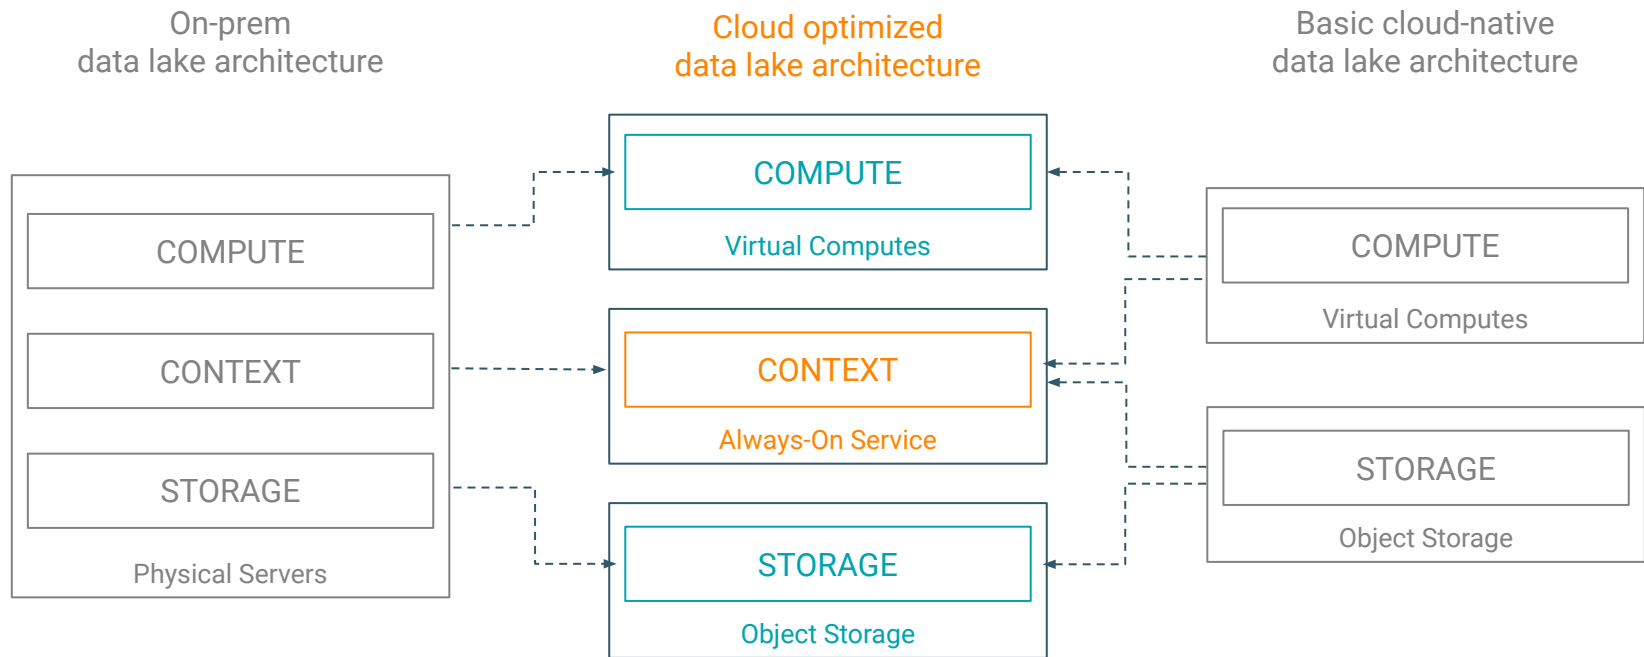 On-prem
data lake architecture
COMPUTE
CONTEXT
STORAGE
Physical Servers
Cloud optimized
data lake architecture
COMPUTE
Virtual Computes
CONTEXT
Always-On Service
STORAGE
Object Storage
Basic cloud-native
data lake architecture
COMPUTE
Virtual Computes
STORAGE
Object Storage